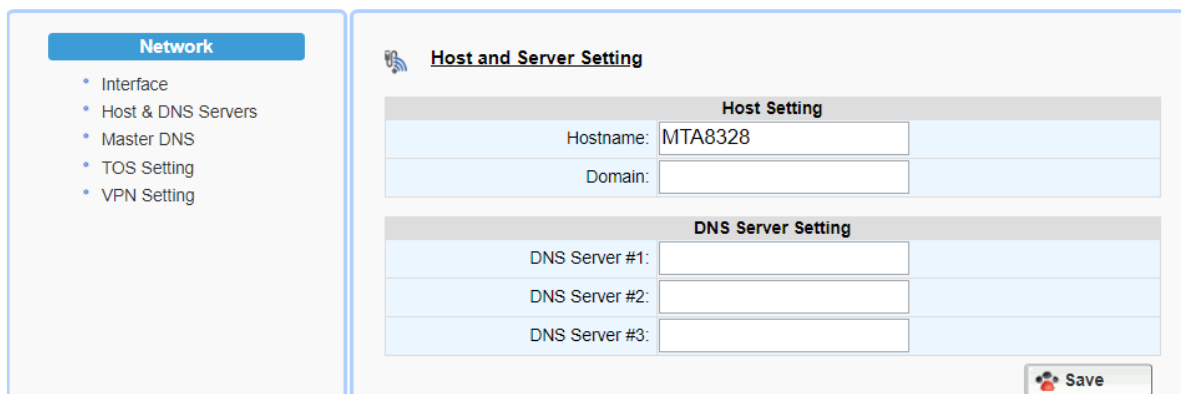 Network
Interface
Host & DNS Servers
Master DNS
TOS Setting
VPN Setting
Host and Server Setting
Host Setting
Hostname: MTA8328
Domain:
DNS Server Setting
DNS Server #1:
DNS Server #2:
DNS Server #3:
Save